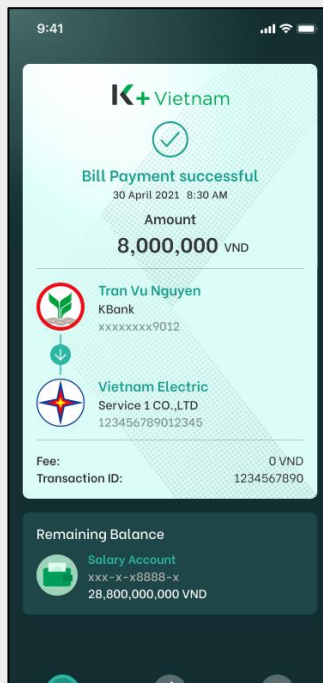 9:41
K+ Vietnam
Bill Payment successful
30 April 2021 8:30 AM
Amount
8,000,000 VND
Tran Vu Nguyen
KBank
xxxxxxxx9012
Vietnam Electric
Service 1 CO.,LTD
123456789012345
Fee: 0 VND
Transaction ID: 1234567890
Remaining Balance
Salary Account
xxx-x-x8888-x
28,800,000,000 VND